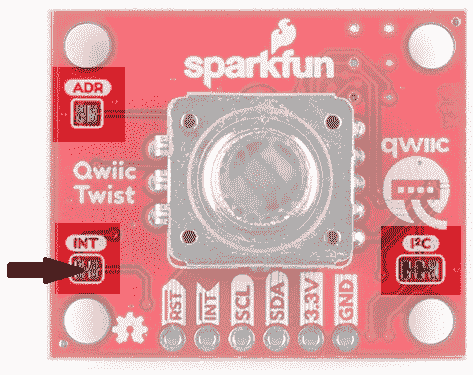 sparkfun
ADR
Qwiic
Twist
qwiic
INT
I²C
RST
INT
SCL
SDA
3.3V
GND